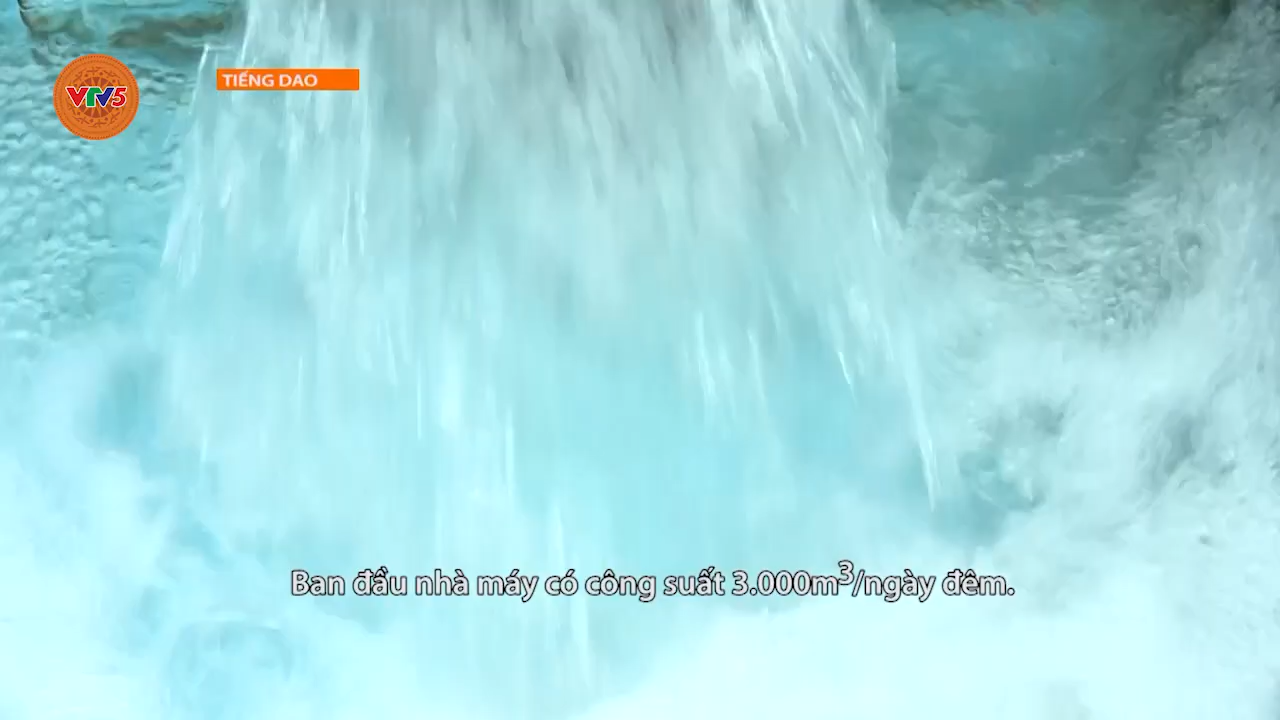 VTV5
TIẾNG DAO
Ban đầu nhà máy có công suất 3.000m³/ngày đêm.